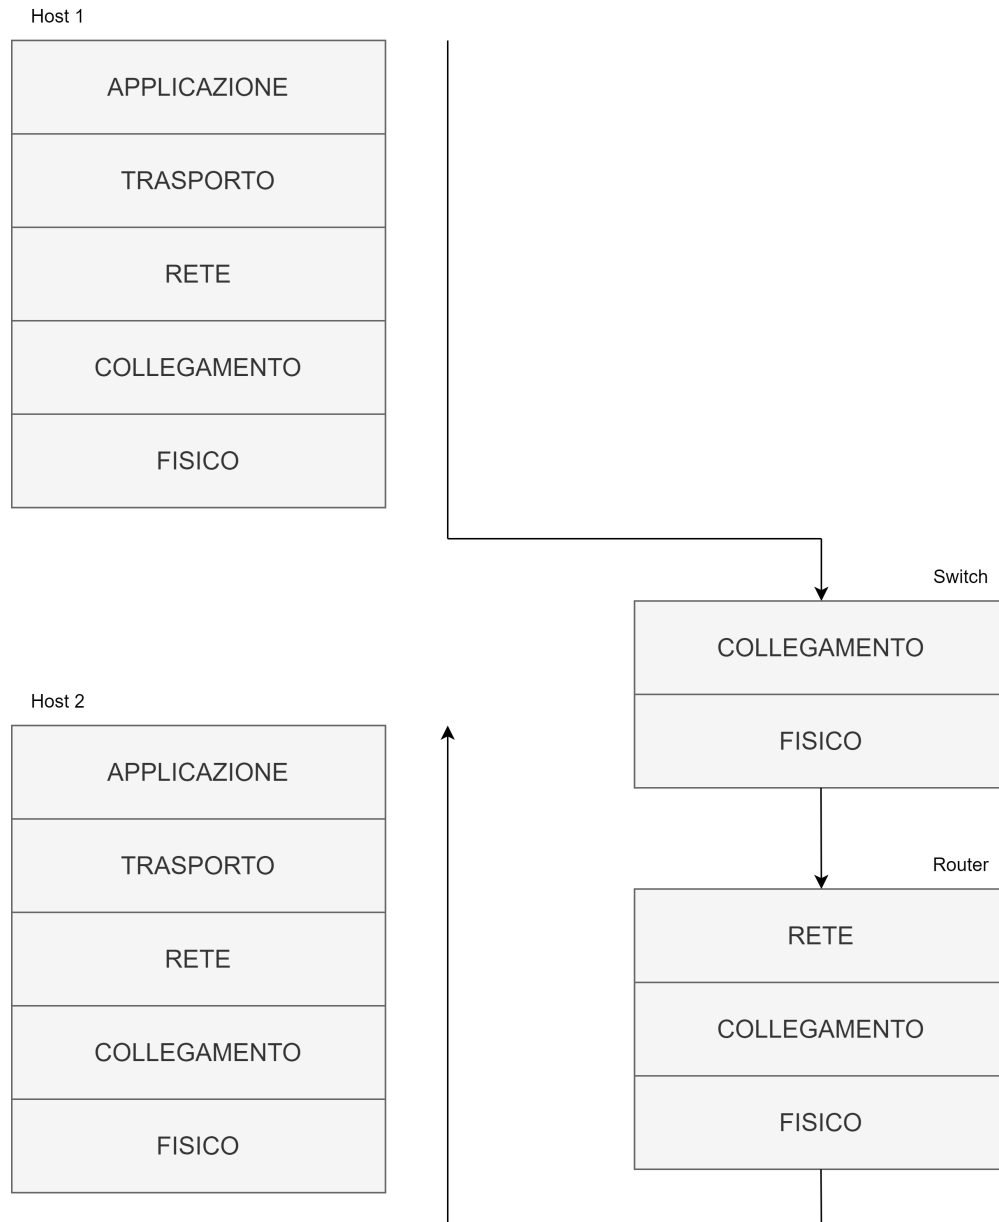 Host 1
APPLICAZIONE
TRASPORTO
RETE
COLLEGAMENTO
FISICO
Switch
COLLEGAMENTO
FISICO
Host 2
APPLICAZIONE
TRASPORTO
RETE
COLLEGAMENTO
FISICO
Router
RETE
COLLEGAMENTO
FISICO